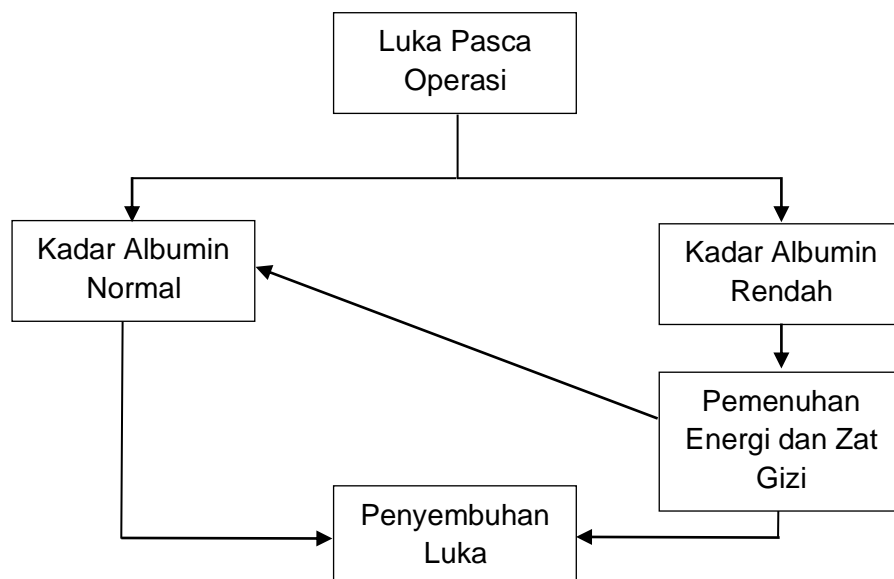 Luka Pasca
Operasi
Kadar Albumin
Normal
Kadar Albumin
Rendah
Pemenuhan
Energi dan Zat
Gizi
Penyembuhan
Luka